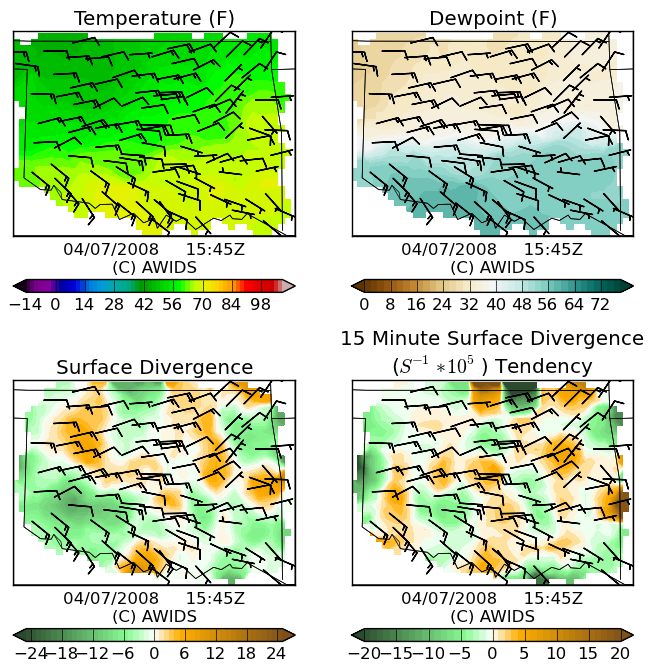 Temperature (F)
Dewpoint (F)
04/07/2008 15:45Z
(C) AWIDS
04/07/2008 15:45Z
(C) AWIDS
−14 0 14 28 42 56 70 84 98
0 8 16 24 32 40 48 56 64 72
Surface Divergence
15 Minute Surface Divergence
(S⁻¹ *10⁵ ) Tendency
04/07/2008 15:45Z
(C) AWIDS
04/07/2008 15:45Z
(C) AWIDS
−24 −18 −12 −6 0 6 12 18 24
−20 −15 −10 −5 0 5 10 15 20